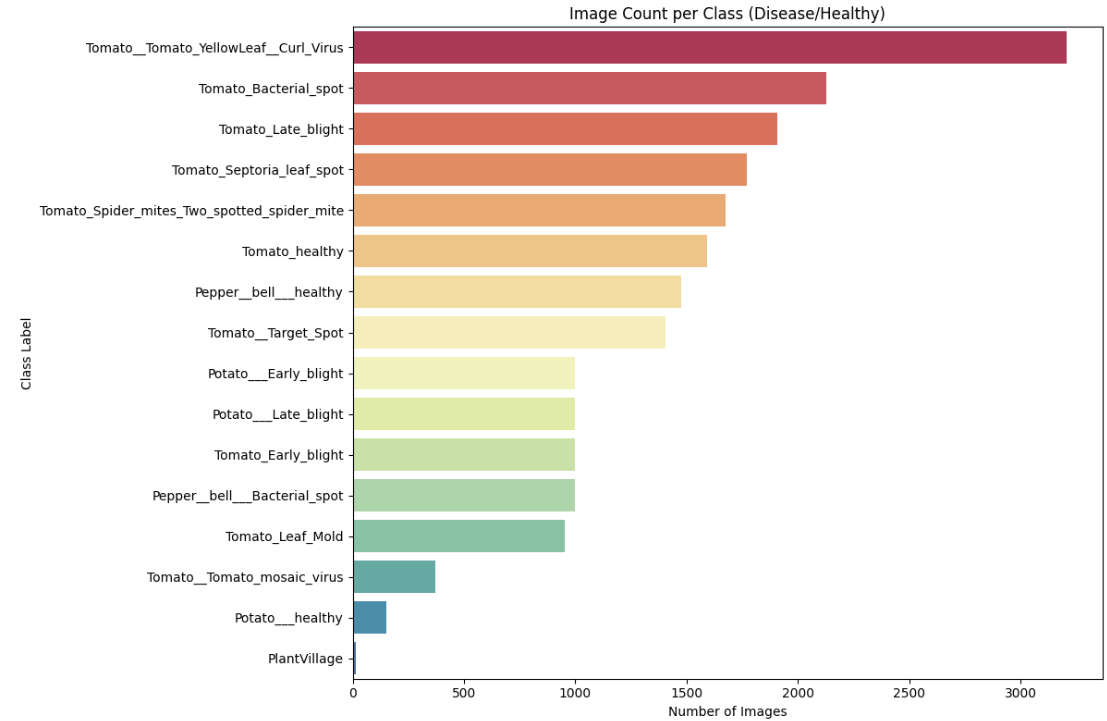 Image Count per Class (Disease/Healthy)
Class Label
Tomato__Tomato_YellowLeaf__Curl_Virus
Tomato_Bacterial_spot
Tomato_Late_blight
Tomato_Septoria_leaf_spot
Tomato_Spider_mites_Two_spotted_spider_mite
Tomato_healthy
Pepper__bell___healthy
Tomato__Target_Spot
Potato___Early_blight
Potato___Late_blight
Tomato_Early_blight
Pepper__bell___Bacterial_spot
Tomato_Leaf_Mold
Tomato__Tomato_mosaic_virus
Potato___healthy
PlantVillage
0 500 1000 1500 2000 2500 3000
Number of Images